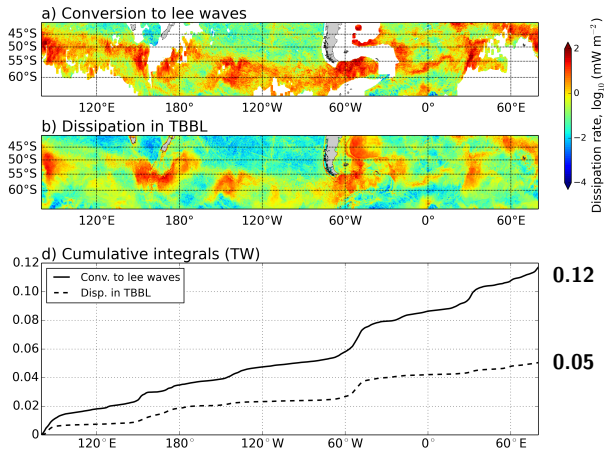 a) Conversion to lee waves
45°S
50°S
55°S
60°S
120°E 180° 120°W 60°W 0° 60°E
b) Dissipation in TBBL
45°S
50°S
55°S
60°S
120°E 180° 120°W 60°W 0° 60°E
2
0
−2
−4
Dissipation rate, log10 (mW m−2)
d) Cumulative integrals (TW)
0.12
0.10
0.08
0.06
0.04
0.02
0
Conv. to lee waves
Disp. in TBBL
0.12
0.05
120°E 180° 120°W 60°W 0° 60°E